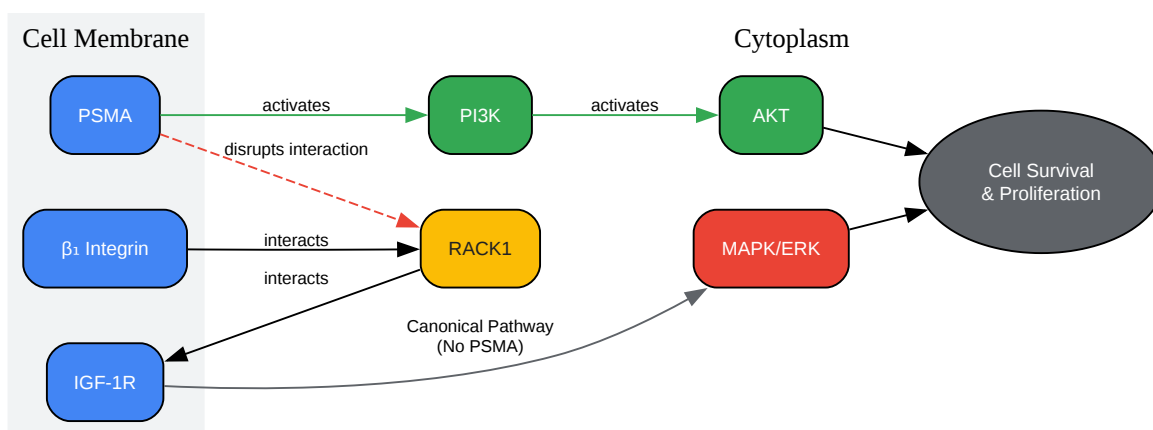 Cell Membrane
Cytoplasm
PSMA
activates
PI3K
activates
AKT
disrupts interaction
Cell Survival
& Proliferation
β₁ Integrin
interacts
RACK1
MAPK/ERK
interacts
Canonical Pathway
(No PSMA)
IGF-1R